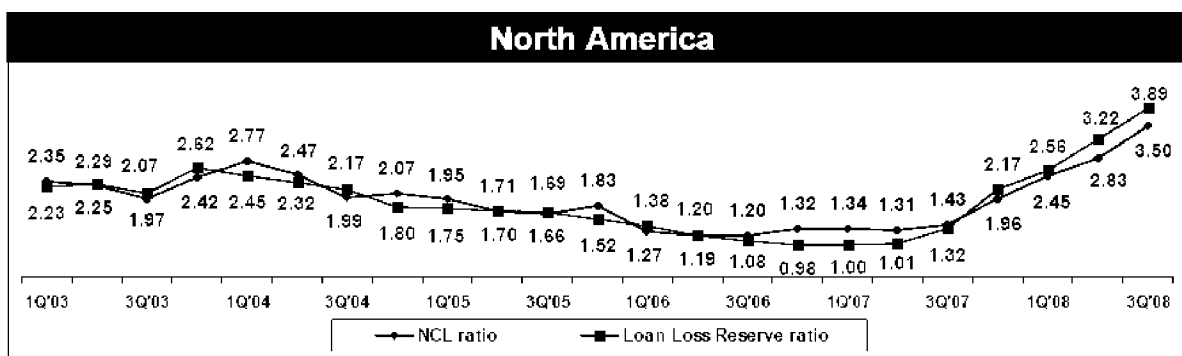 North America
2.35 2.29 2.07 2.62 2.77 2.47 2.17 2.07 1.95 1.71 1.69 1.83 1.38 1.20 1.20 1.32 1.34 1.31 1.43 2.17 2.56 3.22 3.89
2.23 2.25 1.97 2.42 2.45 2.32 1.99 1.80 1.75 1.70 1.66 1.52 1.27 1.19 1.08 0.98 1.00 1.01 1.32 1.96 2.45 2.83 3.50
1Q'03 3Q'03 1Q'04 3Q'04 1Q'05 3Q'05 1Q'06 3Q'06 1Q'07 3Q'07 1Q'08 3Q'08
NCL ratio Loan Loss Reserve ratio